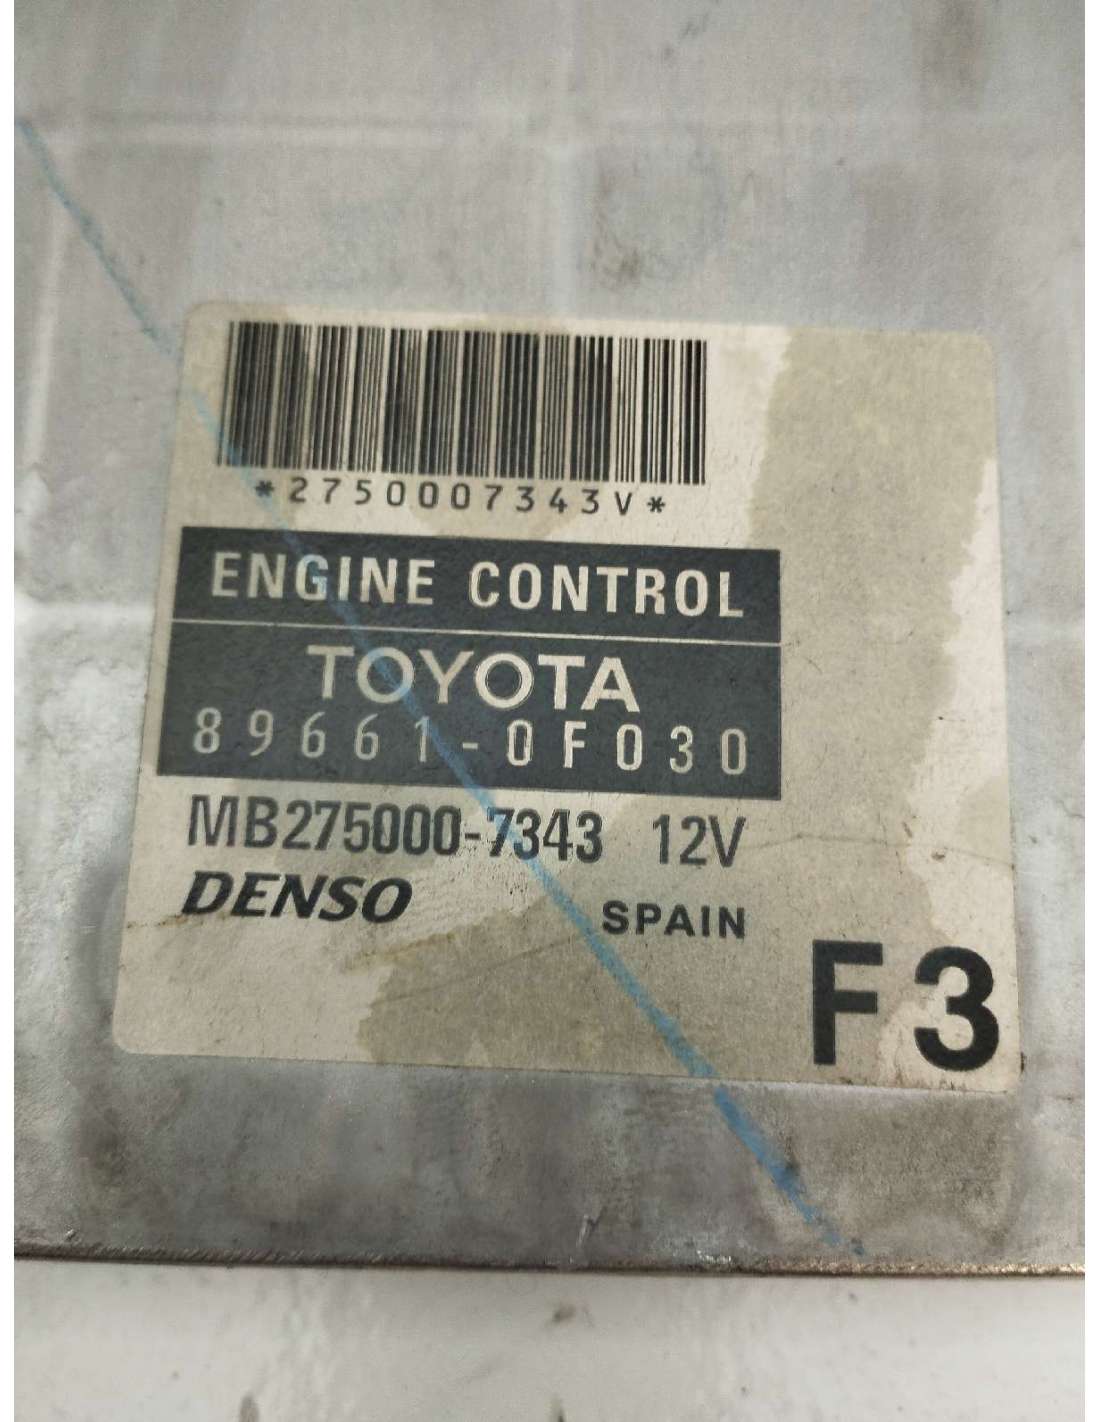 *2750007343V*
ENGINE CONTROL
TOYOTA
89661-0F030
MB275000-7343 12V
DENSO SPAIN
F3